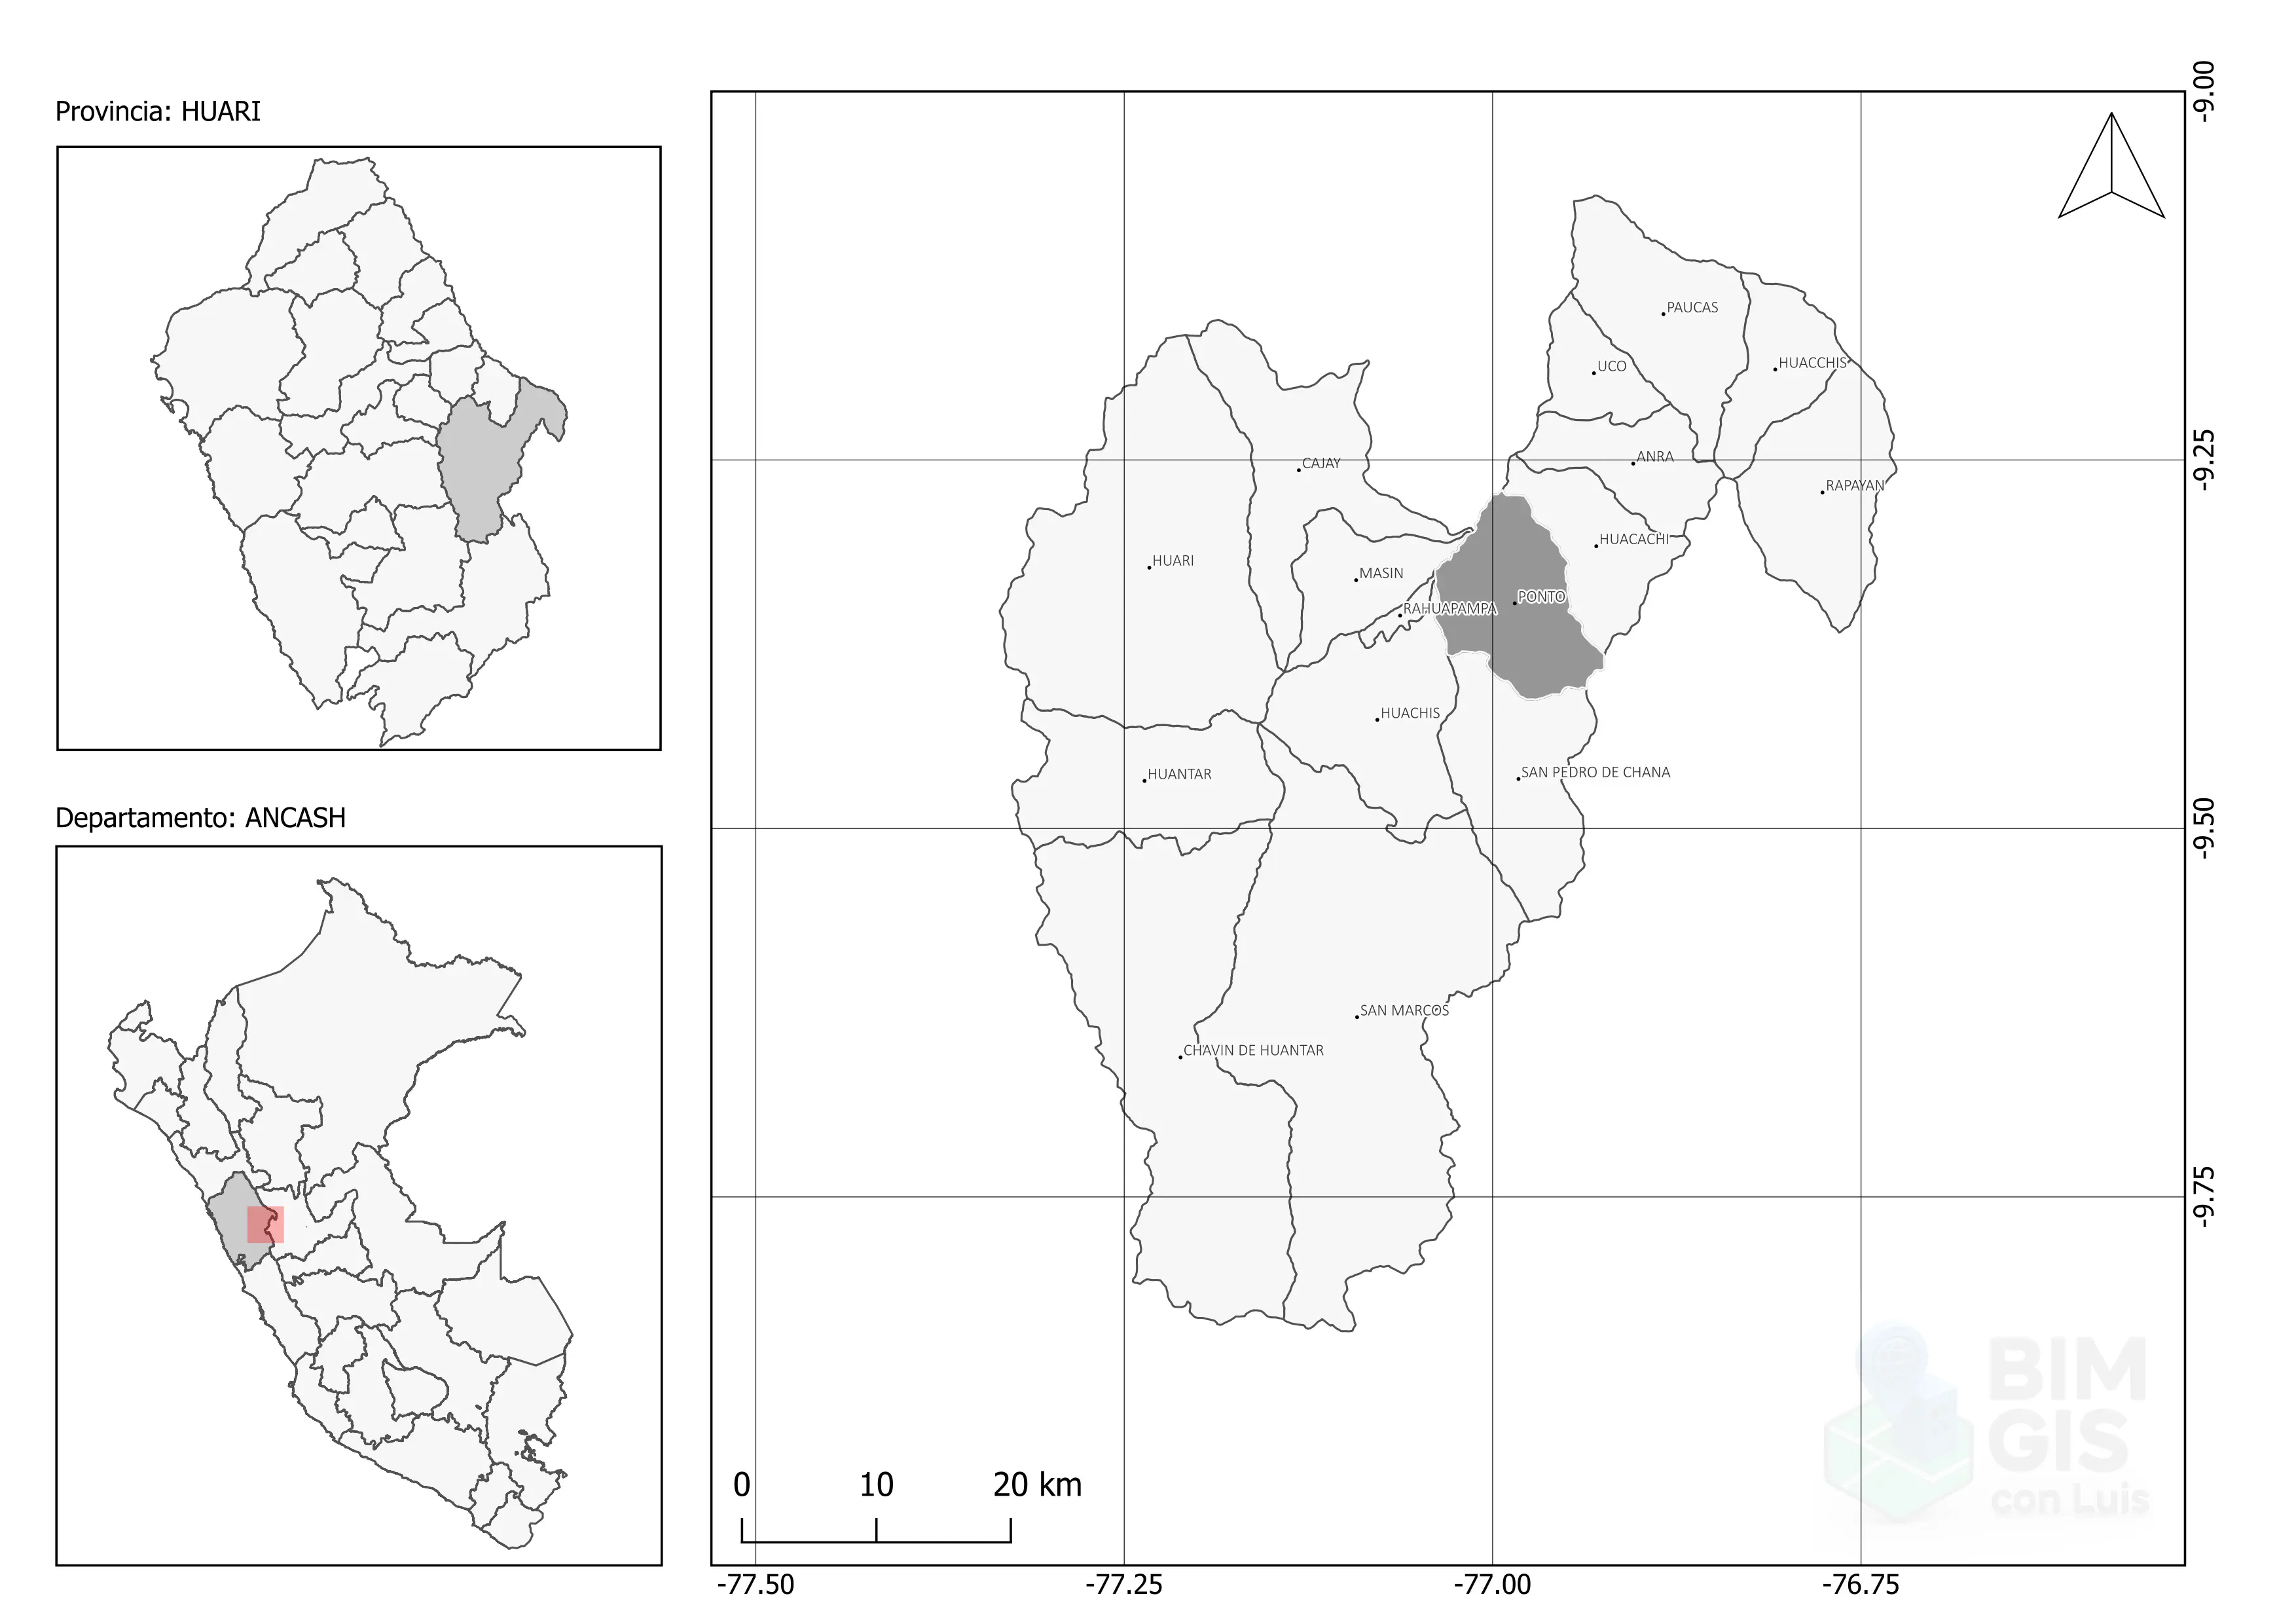 Provincia: HUARI
Departamento: ANCASH
PAUCAS
HUACCHIS
UCO
ANRA
CAJAY
RAPAYAN
HUACACHI
HUARI
MASIN
PONTO
RAHUAPAMPA
HUACHIS
HUANTAR
SAN PEDRO DE CHANA
SAN MARCOS
CHAVIN DE HUANTAR
-9.00
-9.25
-9.50
-9.75
0 10 20 km
-77.50 -77.25 -77.00 -76.75
BIM
GIS
con Luis